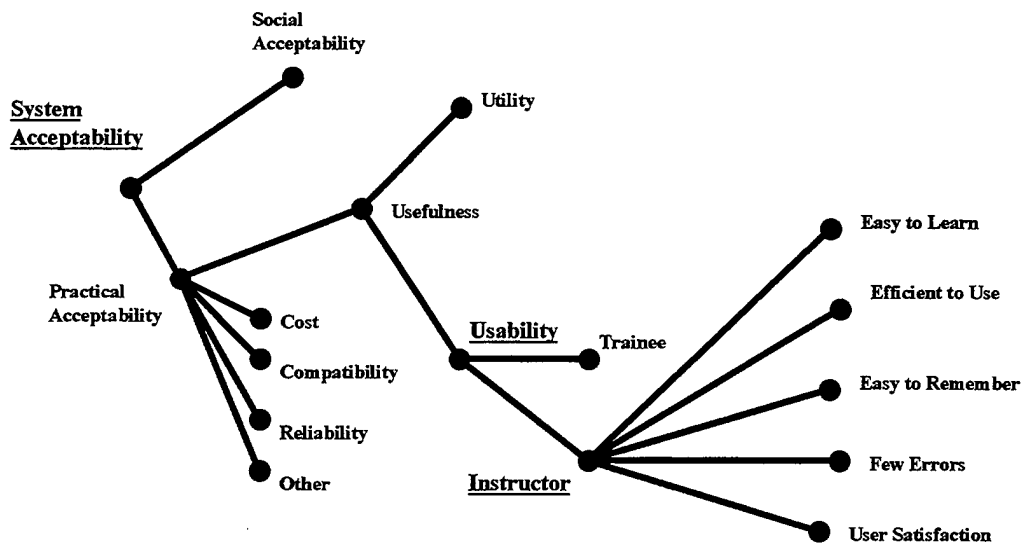 Social
Acceptability
System
Acceptability
Utility
Usefulness
Easy to Learn
Efficient to Use
Practical
Acceptability
Cost
Usability
Trainee
Compatibility
Easy to Remember
Reliability
Few Errors
Other
Instructor
User Satisfaction